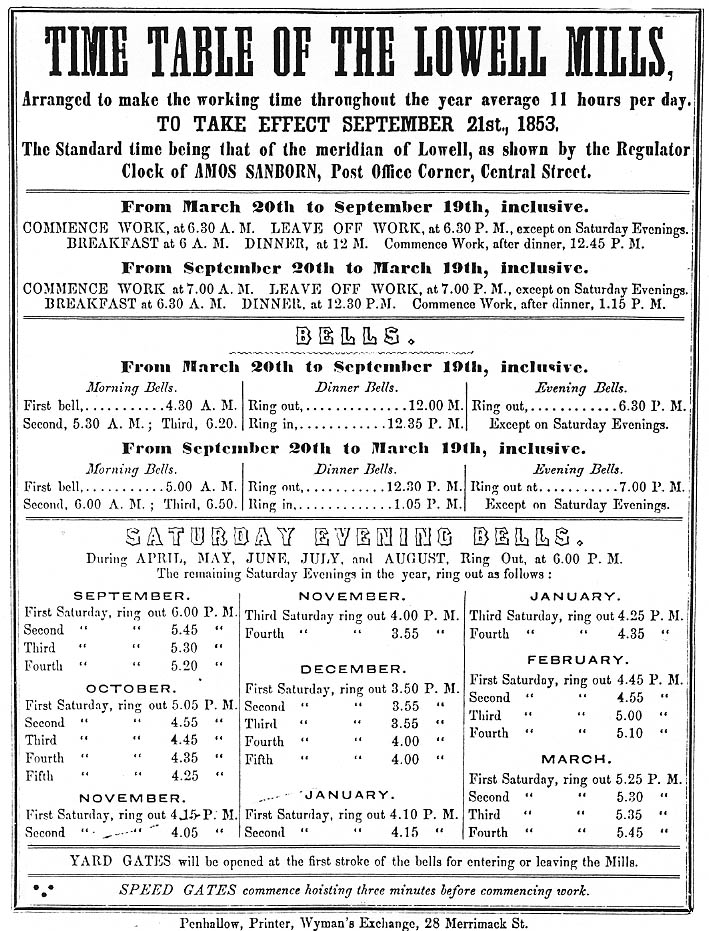 TIME TABLE OF THE LOWELL MILLS,
Arranged to make the working time throughout the year average 11 hours per day.
TO TAKE EFFECT SEPTEMBER 21st., 1853.
The Standard time being that of the meridian of Lowell, as shown by the Regulator
Clock of AMOS SANBORN, Post Office Corner, Central Street.
From March 20th to September 19th, inclusive.
COMMENCE WORK, at 6.30 A. M. LEAVE OFF WORK, at 6.30 P. M., except on Saturday Evenings.
BREAKFAST at 6 A. M. DINNER, at 12 M. Commence Work, after dinner, 12.45 P. M.
From September 20th to March 19th, inclusive.
COMMENCE WORK at 7.00 A. M. LEAVE OFF WORK, at 7.00 P. M., except on Saturday Evenings.
BREAKFAST at 6.30 A. M. DINNER, at 12.30 P.M. Commence Work, after dinner, 1.15 P. M.
BELLS.
From March 20th to September 19th, inclusive.
Morning Bells.
First bell,..........4.30 A. M.
Second, 5.30 A. M.; Third, 6.20.
Dinner Bells.
Ring out,.............12.00 M.
Ring in,.............12.35 P. M.
Evening Bells.
Ring out,...........6.30 P. M.
Except on Saturday Evenings.
From September 20th to March 19th, inclusive.
Morning Bells.
First bell,..........5.00 A. M.
Second, 6.00 A. M.; Third, 6.50.
Dinner Bells.
Ring out,..........12.30 P. M.
Ring in,.............1.05 P. M.
Evening Bells.
Ring out at..........7.00 P. M.
Except on Saturday Evenings.
SATURDAY EVENING BELLS.
During APRIL, MAY, JUNE, JULY, and AUGUST, Ring Out, at 6.00 P. M.
The remaining Saturday Evenings in the year, ring out as follows :
SEPTEMBER.
First Saturday, ring out 6.00 P. M.
Second “ “ 5.45 “
Third “ “ 5.30 “
Fourth “ “ 5.20 “
OCTOBER.
First Saturday, ring out 5.05 P. M.
Second “ “ 4.55 “
Third “ “ 4.45 “
Fourth “ “ 4.35 “
Fifth “ “ 4.25 “
NOVEMBER.
First Saturday, ring out 4.15 P. M.
Second “ “ 4.05 “
NOVEMBER.
Third Saturday ring out 4.00 P. M.
Fourth “ “ 3.55 “
DECEMBER.
First Saturday, ring out 3.50 P. M.
Second “ “ 3.55 “
Third “ “ 3.55 “
Fourth “ “ 4.00 “
Fifth “ “ 4.00 “
JANUARY.
First Saturday, ring out 4.10 P. M.
Second “ “ 4.15 “
JANUARY.
Third Saturday, ring out 4.25 P. M.
Fourth “ “ 4.35 “
FEBRUARY.
First Saturday, ring out 4.45 P. M.
Second “ “ 4.55 “
Third “ “ 5.00 “
Fourth “ “ 5.10 “
MARCH.
First Saturday, ring out 5.25 P. M.
Second “ “ 5.30 “
Third “ “ 5.35 “
Fourth “ “ 5.45 “
YARD GATES will be opened at the first stroke of the bells for entering or leaving the Mills.
SPEED GATES commence hoisting three minutes before commencing work.
Penhallow, Printer, Wyman's Exchange, 28 Merrimack St.